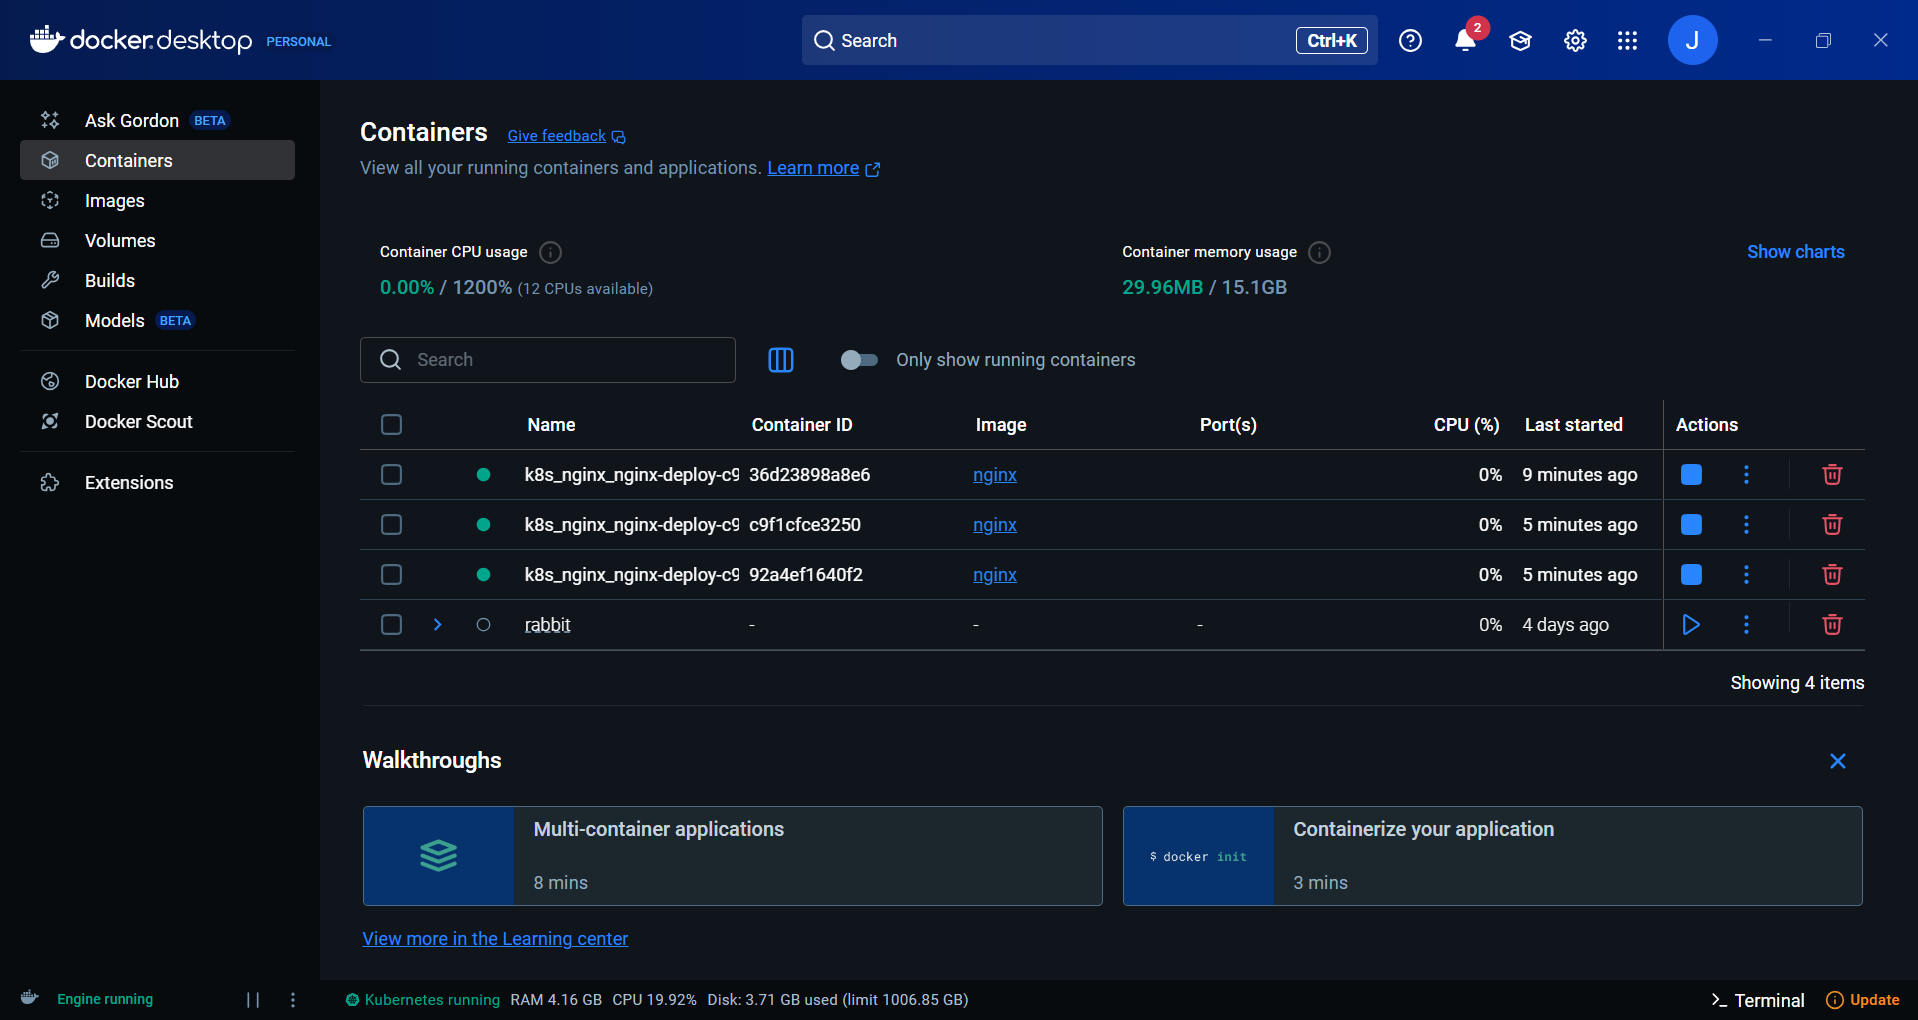 docker.desktop PERSONAL
Search
Ctrl+K
2
J
Ask Gordon BETA
Containers
Images
Volumes
Builds
Models BETA
Docker Hub
Docker Scout
Extensions
Containers Give feedback
View all your running containers and applications. Learn more
Container CPU usage
0.00% / 1200% (12 CPUs available)
Container memory usage
29.96MB / 15.1GB
Show charts
Search
Only show running containers
Name Container ID Image Port(s) CPU (%) Last started Actions
k8s_nginx_nginx-deploy-c9 36d23898a8e6 nginx 0% 9 minutes ago
k8s_nginx_nginx-deploy-c9 c9f1cfce3250 nginx 0% 5 minutes ago
k8s_nginx_nginx-deploy-c9 92a4ef1640f2 nginx 0% 5 minutes ago
rabbit - - - 0% 4 days ago
Showing 4 items
Walkthroughs
Multi-container applications
8 mins
$ docker init
Containerize your application
3 mins
View more in the Learning center
Engine running
Kubernetes running RAM 4.16 GB CPU 19.92% Disk: 3.71 GB used (limit 1006.85 GB)
>_ Terminal
Update